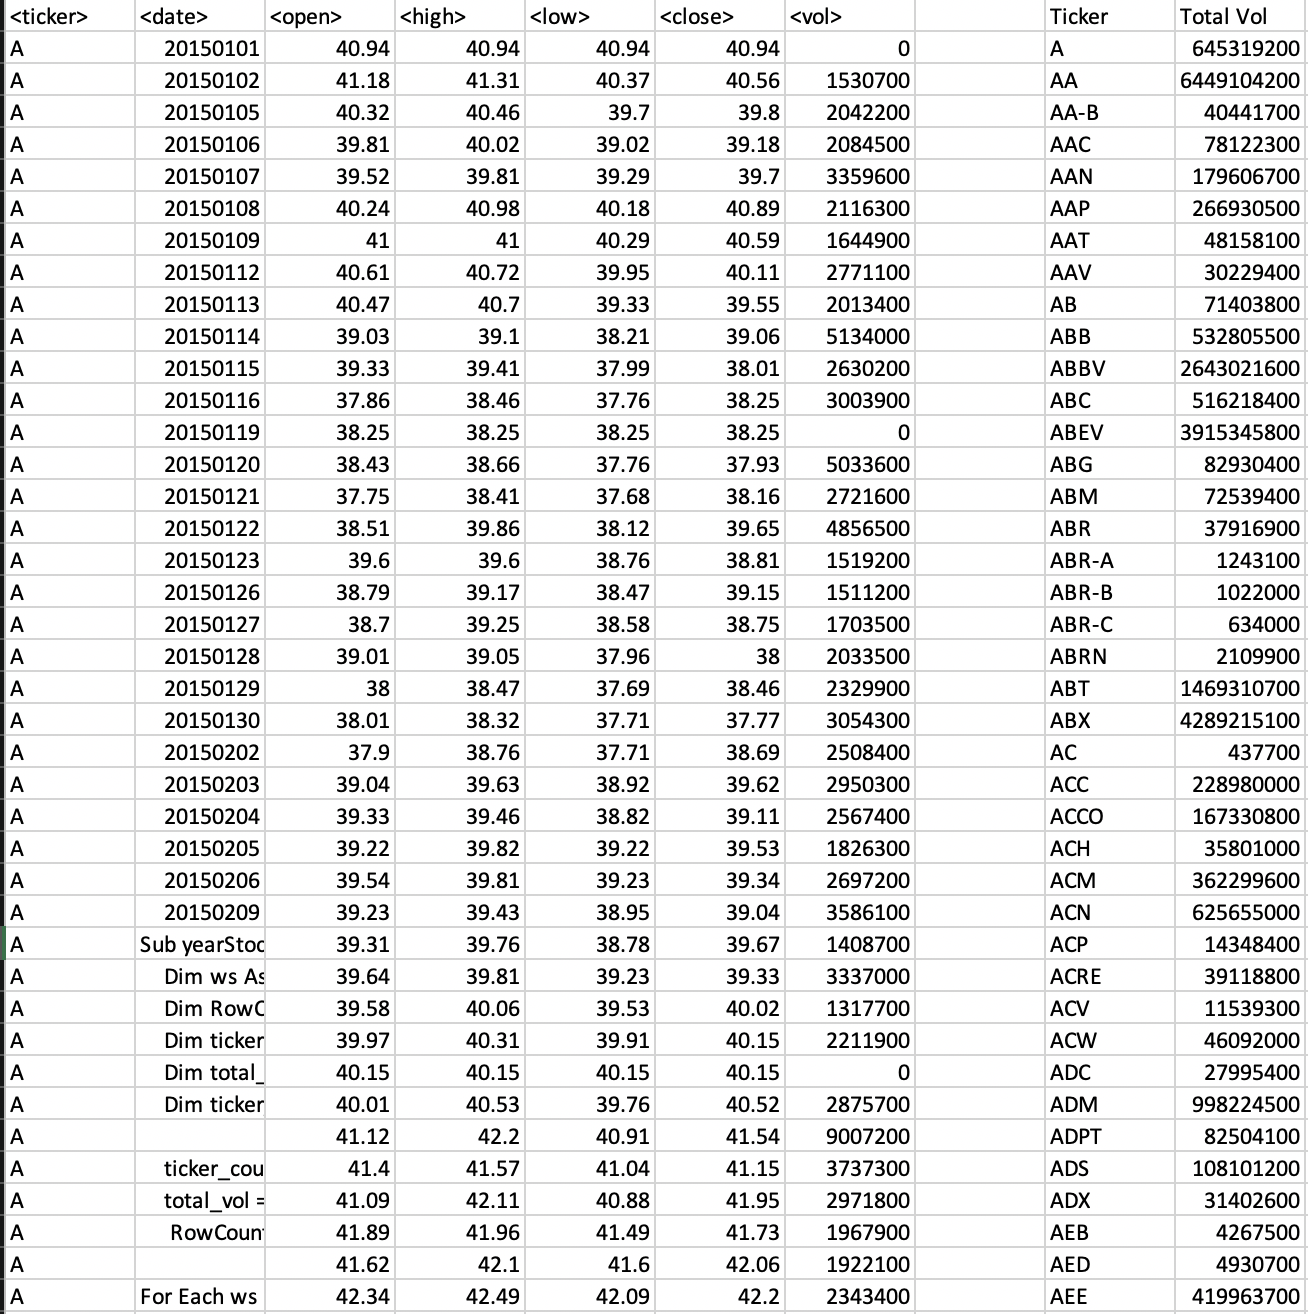 <ticker> <date> <open> <high> <low> <close> <vol> Ticker Total Vol
A 20150101 40.94 40.94 40.94 40.94 0 A 645319200
A 20150102 41.18 41.31 40.37 40.56 1530700 AA 6449104200
A 20150105 40.32 40.46 39.7 39.8 2042200 AA-B 40441700
A 20150106 39.81 40.02 39.02 39.18 2084500 AAC 78122300
A 20150107 39.52 39.81 39.29 39.7 3359600 AAN 179606700
A 20150108 40.24 40.98 40.18 40.89 2116300 AAP 266930500
A 20150109 41 41 40.29 40.59 1644900 AAT 48158100
A 20150112 40.61 40.72 39.95 40.11 2771100 AAV 30229400
A 20150113 40.47 40.7 39.33 39.55 2013400 AB 71403800
A 20150114 39.03 39.1 38.21 39.06 5134000 ABB 532805500
A 20150115 39.33 39.41 37.99 38.01 2630200 ABBV 2643021600
A 20150116 37.86 38.46 37.76 38.25 3003900 ABC 516218400
A 20150119 38.25 38.25 38.25 38.25 0 ABEV 3915345800
A 20150120 38.43 38.66 37.76 37.93 5033600 ABG 82930400
A 20150121 37.75 38.41 37.68 38.16 2721600 ABM 72539400
A 20150122 38.51 39.86 38.12 39.65 4856500 ABR 37916900
A 20150123 39.6 39.6 38.76 38.81 1519200 ABR-A 1243100
A 20150126 38.79 39.17 38.47 39.15 1511200 ABR-B 1022000
A 20150127 38.7 39.25 38.58 38.75 1703500 ABR-C 634000
A 20150128 39.01 39.05 37.96 38 2033500 ABRN 2109900
A 20150129 38 38.47 37.69 38.46 2329900 ABT 1469310700
A 20150130 38.01 38.32 37.71 37.77 3054300 ABX 4289215100
A 20150202 37.9 38.76 37.71 38.69 2508400 AC 437700
A 20150203 39.04 39.63 38.92 39.62 2950300 ACC 228980000
A 20150204 39.33 39.46 38.82 39.11 2567400 ACCO 167330800
A 20150205 39.22 39.82 39.22 39.53 1826300 ACH 35801000
A 20150206 39.54 39.81 39.23 39.34 2697200 ACM 362299600
A 20150209 39.23 39.43 38.95 39.04 3586100 ACN 625655000
A Sub yearStoc 39.31 39.76 38.78 39.67 1408700 ACP 14348400
A Dim ws As 39.64 39.81 39.23 39.33 3337000 ACRE 39118800
A Dim RowC 39.58 40.06 39.53 40.02 1317700 ACV 11539300
A Dim ticker 39.97 40.31 39.91 40.15 2211900 ACW 46092000
A Dim total_ 40.15 40.15 40.15 40.15 0 ADC 27995400
A Dim ticker 40.01 40.53 39.76 40.52 2875700 ADM 998224500
A 41.12 42.2 40.91 41.54 9007200 ADPT 82504100
A ticker_cou 41.4 41.57 41.04 41.15 3737300 ADS 108101200
A total_vol = 41.09 42.11 40.88 41.95 2971800 ADX 31402600
A RowCoun 41.89 41.96 41.49 41.73 1967900 AEB 4267500
A 41.62 42.1 41.6 42.06 1922100 AED 4930700
A For Each ws 42.34 42.49 42.09 42.2 2343400 AEE 419963700